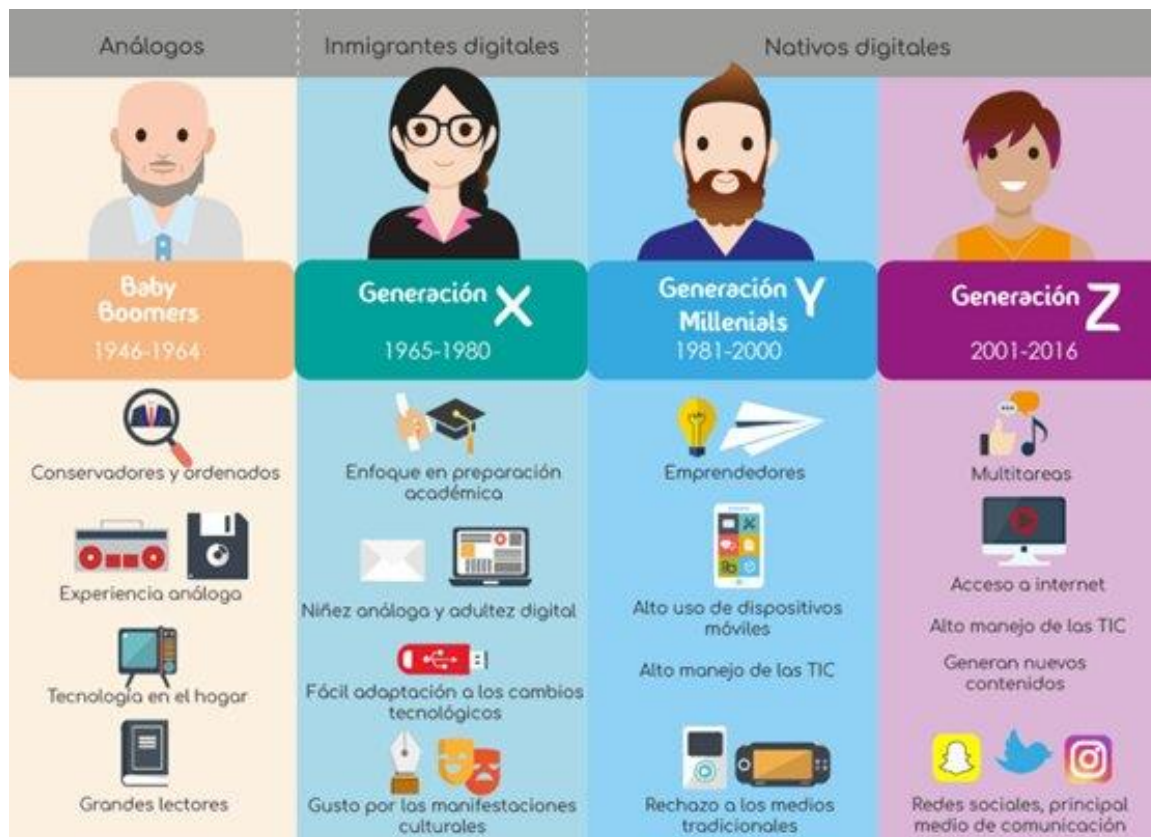 Análogos
Inmigrantes digitales
Nativos digitales
Baby
Boomers
1946-1964
Conservadores y ordenados
Experiencia análoga
Tecnología en el hogar
Grandes lectores
Generación X
1965-1980
Enfoque en preparación
académica
Niñez análoga y adultez digital
Fácil adaptación a los cambios
tecnológicos
Gusto por las manifestaciones
culturales
Generación Y
Millenials
1981-2000
Emprendedores
Alto uso de dispositivos
móviles
Alto manejo de las TIC
Rechazo a los medios
tradicionales
Generación Z
2001-2016
Multitareas
Acceso a internet
Alto manejo de las TIC
Generan nuevos
contenidos
Redes sociales, principal
medio de comunicación